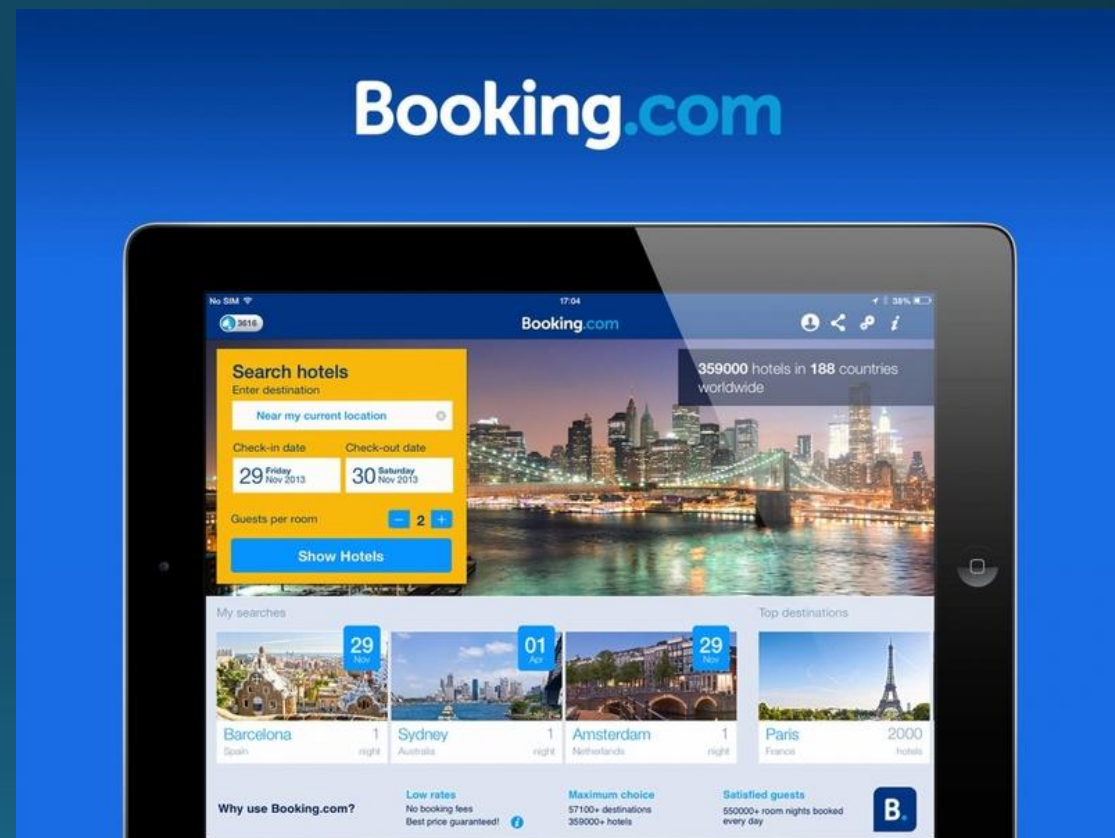 Booking.com
No SIM
17:04
38%
3616
Booking.com
i
Search hotels
Enter destination
Near my current location
Check-in date
Check-out date
29 Friday
Nov 2013
30 Saturday
Nov 2013
Guests per room
- 2 +
Show Hotels
359000 hotels in 188 countries
worldwide
My searches
Top destinations
29
Nov
01
Apr
29
Nov
Barcelona 1
Spain night
Sydney 1
Australia night
Amsterdam 1
Netherlands night
Paris 2000
France hotels
Why use Booking.com?
Low rates
No booking fees
Best price guaranteed! i
Maximum choice
57100+ destinations
359000+ hotels
Satisfied guests
550000+ room nights booked
every day
B.